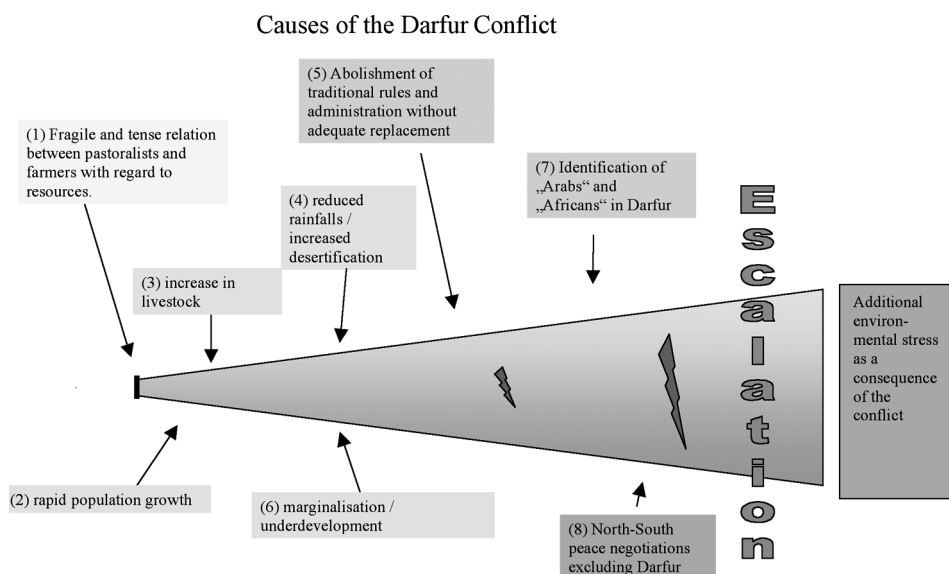 Causes of the Darfur Conflict
(1) Fragile and tense relation
between pastoralists and
farmers with regard to
resources.
(2) rapid population growth
(3) increase in
livestock
(4) reduced
rainfalls /
increased
desertification
(5) Abolishment of
traditional rules and
administration without
adequate replacement
(6) marginalisation /
underdevelopment
(7) Identification of
„Arabs“ and
„Africans“ in Darfur
(8) North-South
peace negotiations
excluding Darfur
Escalation
Additional
environ-
mental stress
as a
consequence
of the
conflict